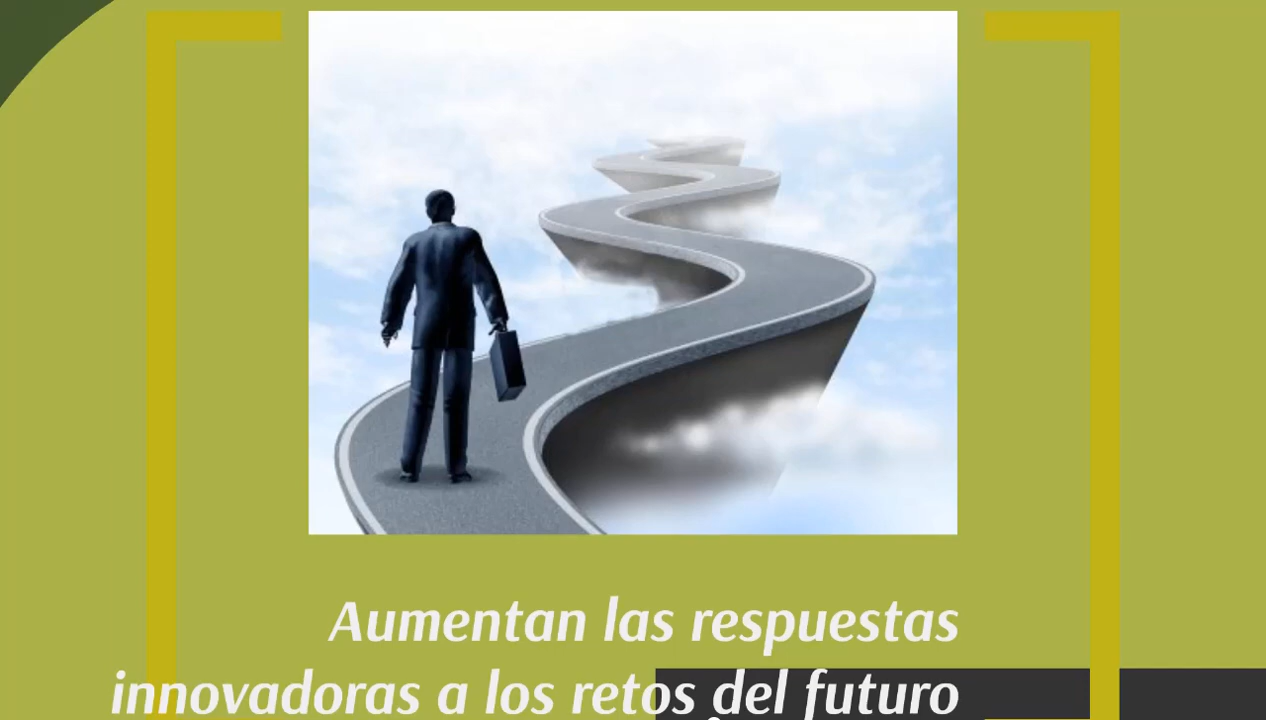 Aumentan las respuestas
innovadoras a los retos del futuro